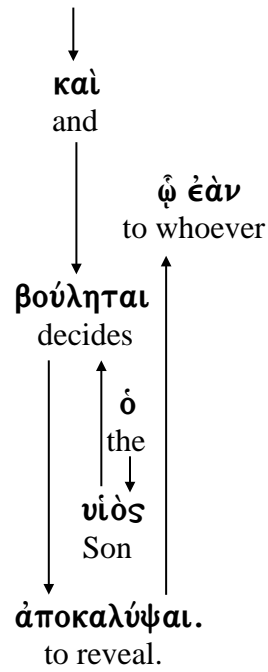 καὶ
and
ᾧ ἐὰν
to whoever
βούληται
decides
ὁ
the
υἱὸς
Son
ἀποκαλύψαι.
to reveal.